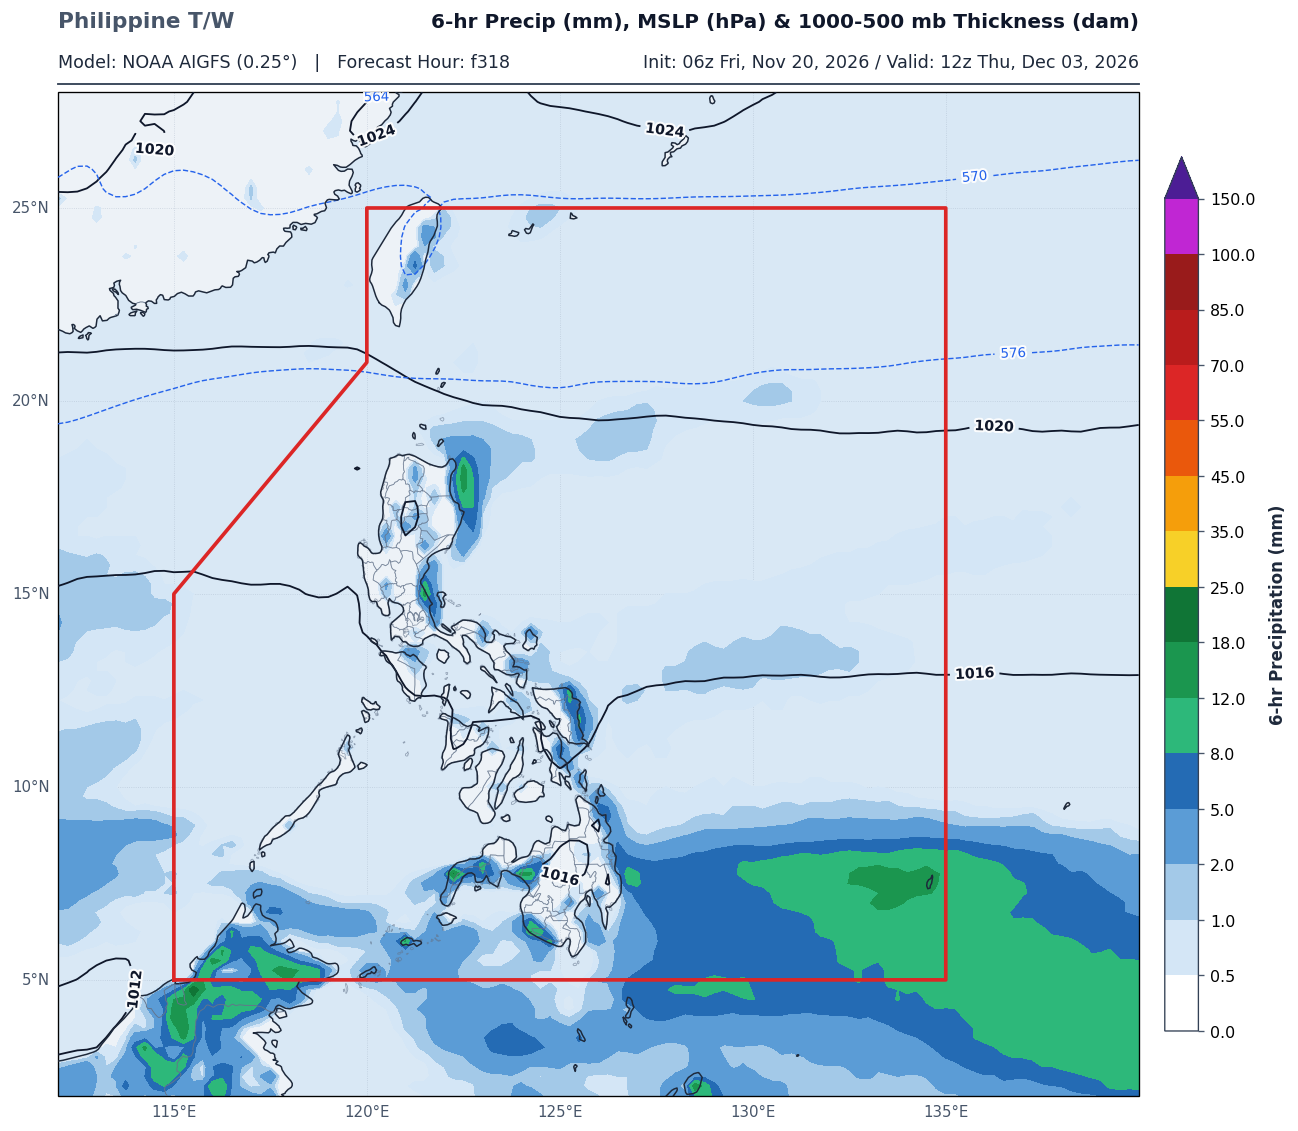 Philippine T/W
6-hr Precip (mm), MSLP (hPa) & 1000-500 mb Thickness (dam)
Model: NOAA AIGFS (0.25°) | Forecast Hour: f318
Init: 06z Fri, Nov 20, 2026 / Valid: 12z Thu, Dec 03, 2026
564
1024
1024
1020
570
25°N
576
20°N
1020
15°N
1016
10°N
1016
5°N
1012
115°E
120°E
125°E
130°E
135°E
150.0
100.0
85.0
70.0
55.0
45.0
35.0
25.0
18.0
12.0
8.0
5.0
2.0
1.0
0.5
0.0
6-hr Precipitation (mm)